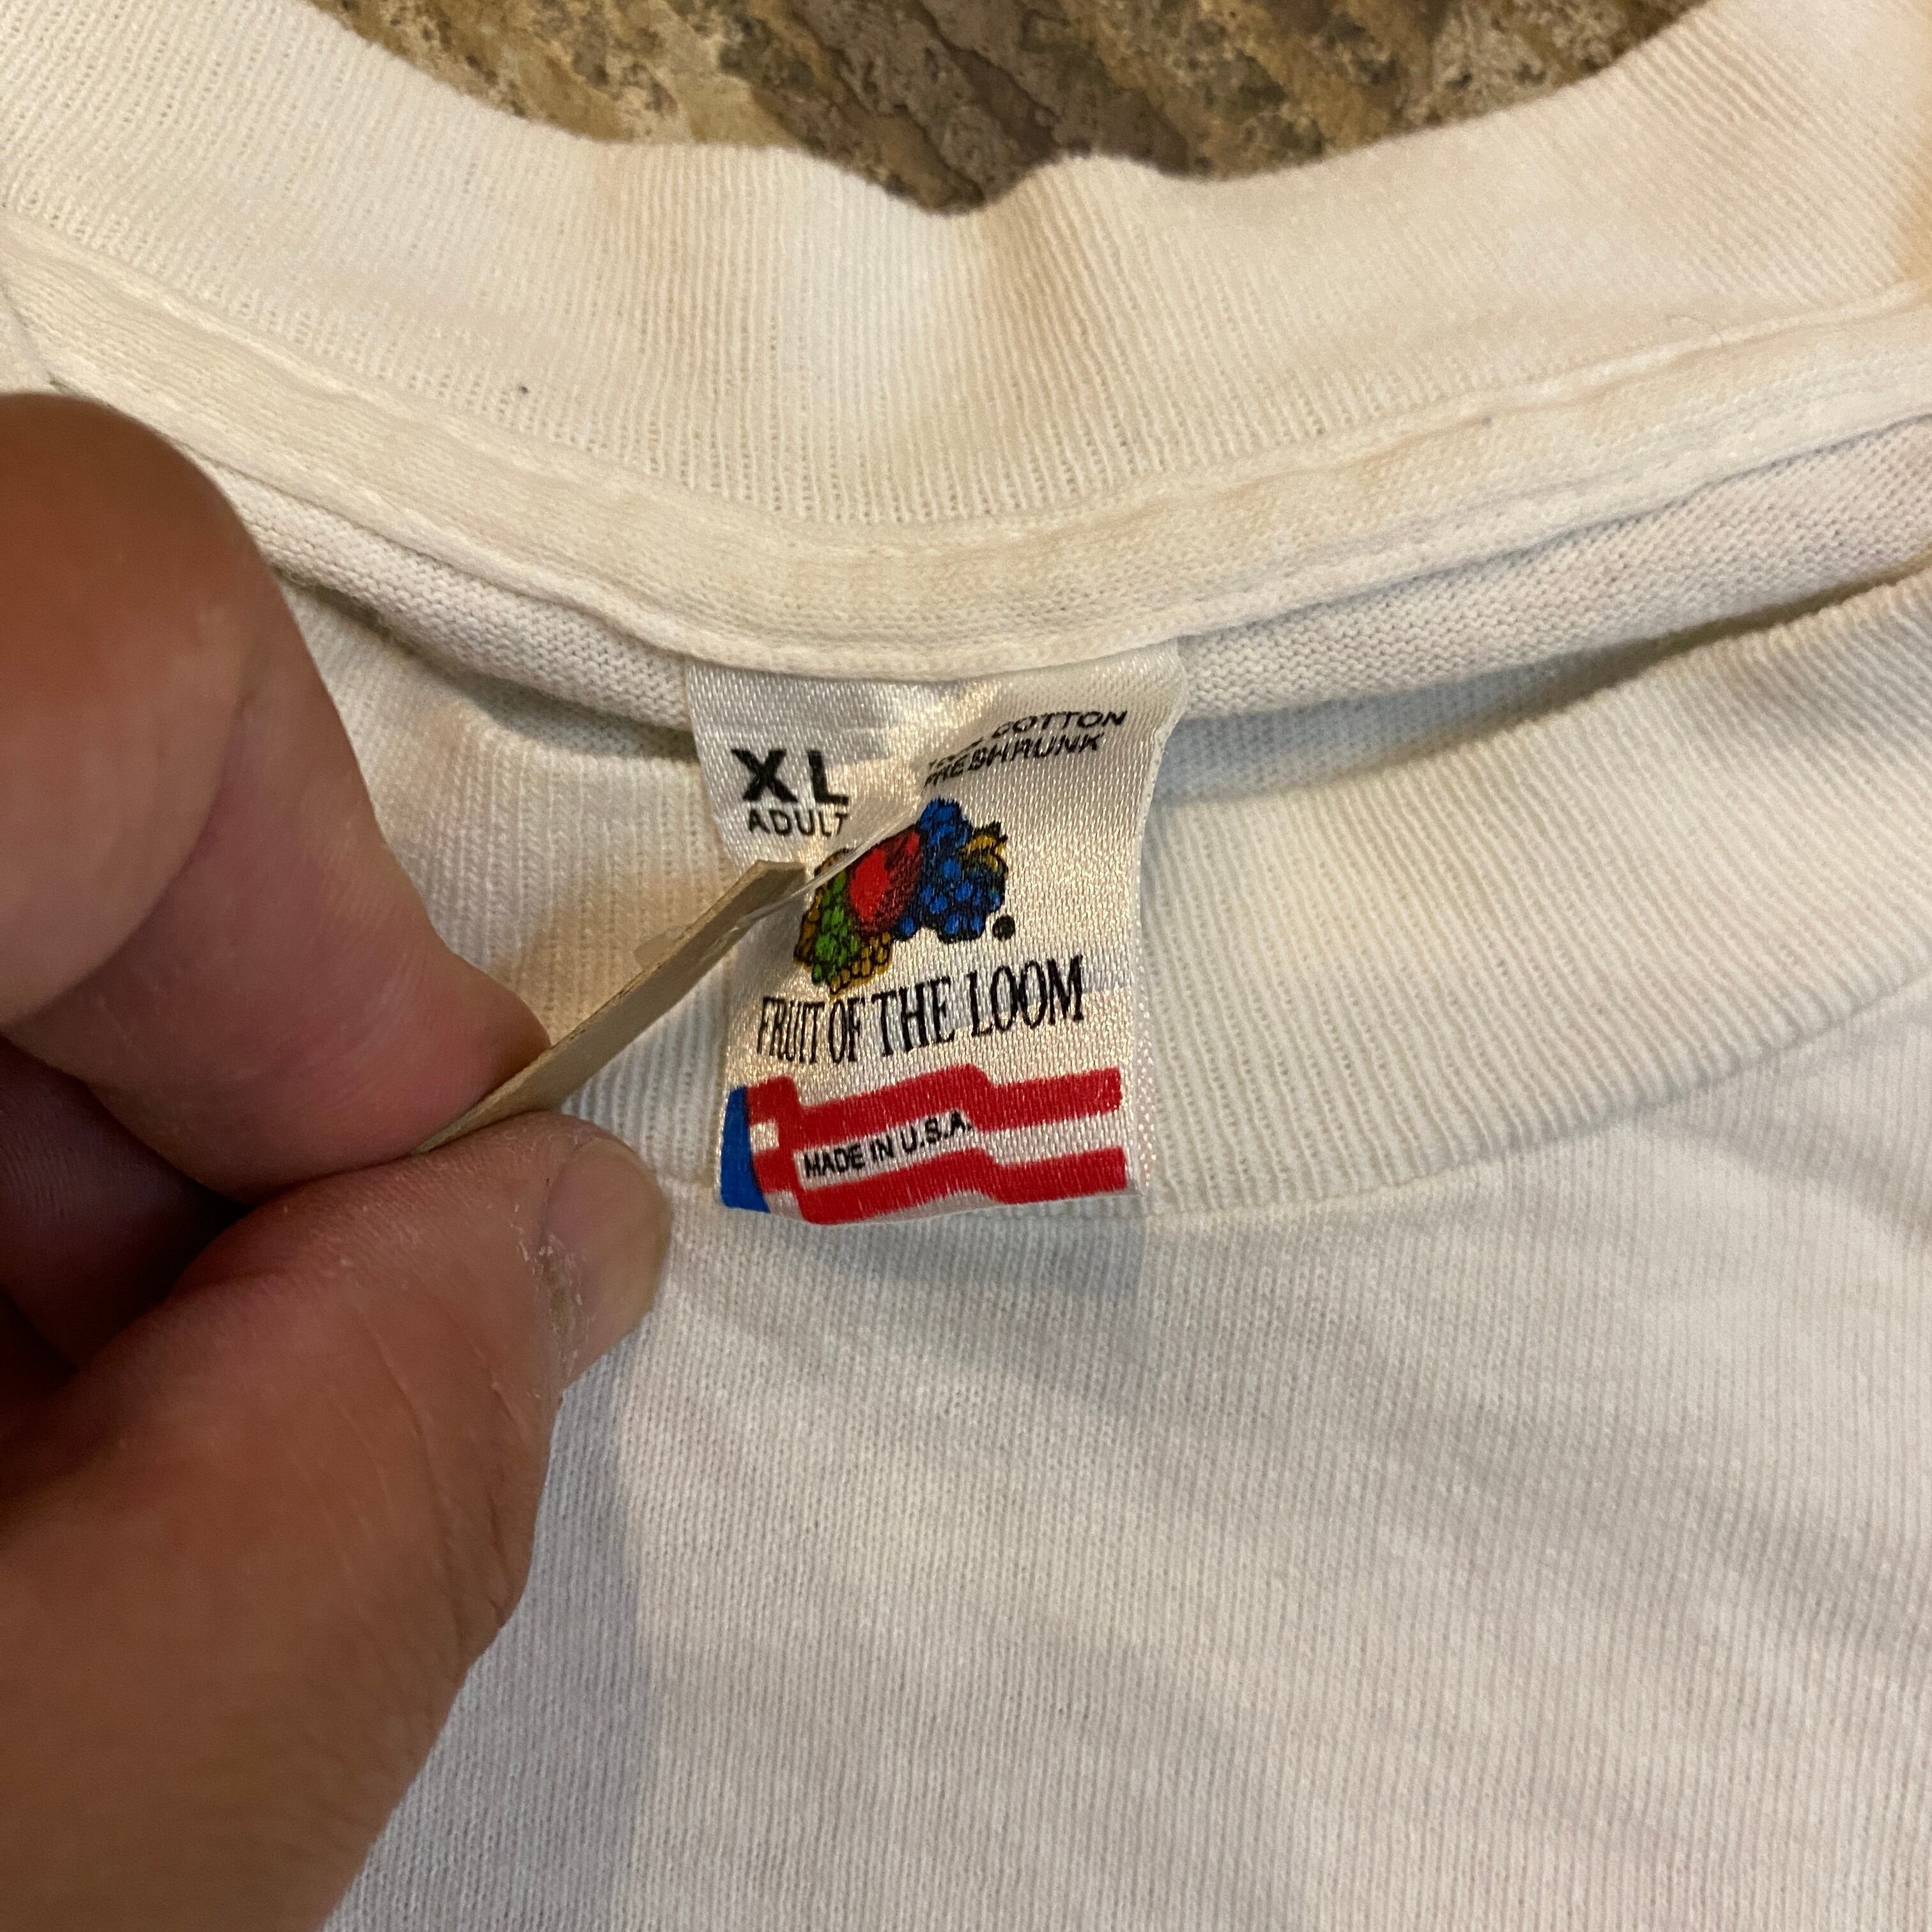 XL
ADULT
COTTON
PRESHRUNK
FRUIT OF THE LOOM
MADE IN U.S.A.